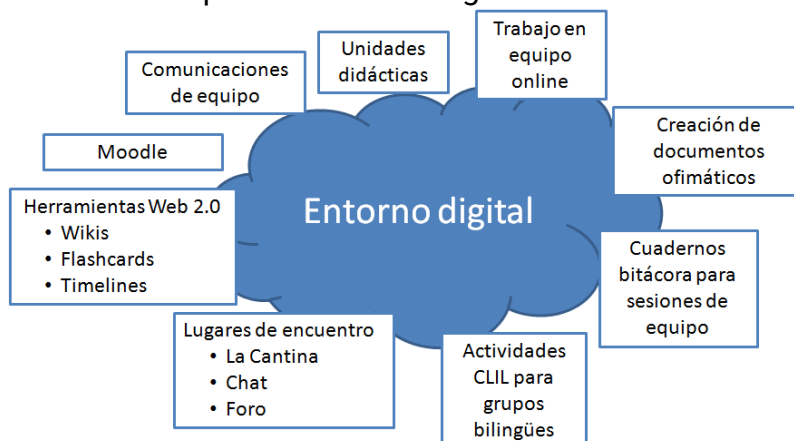 Trabajo en
equipo
online
Unidades
didácticas
Comunicaciones
de equipo
Creación de
documentos
ofimáticos
Moodle
Herramientas Web 2.0
• Wikis
• Flashcards
• Timelines
Entorno digital
Cuadernos
bitácora para
sesiones de
equipo
Lugares de encuentro
• La Cantina
• Chat
• Foro
Actividades
CLIL para
grupos
bilingües